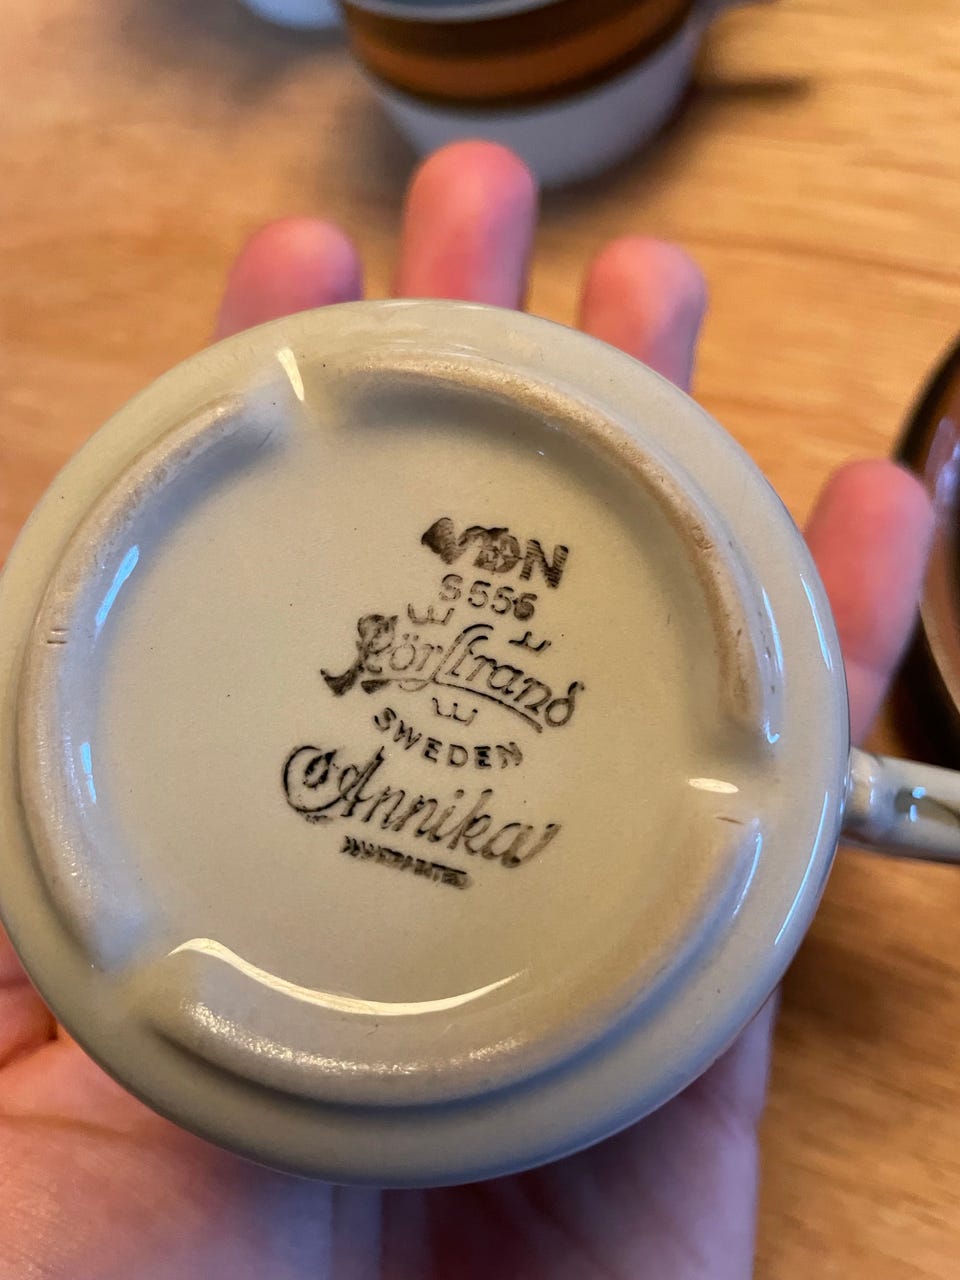 VDN
S556
Rörstrand
SWEDEN
Annika